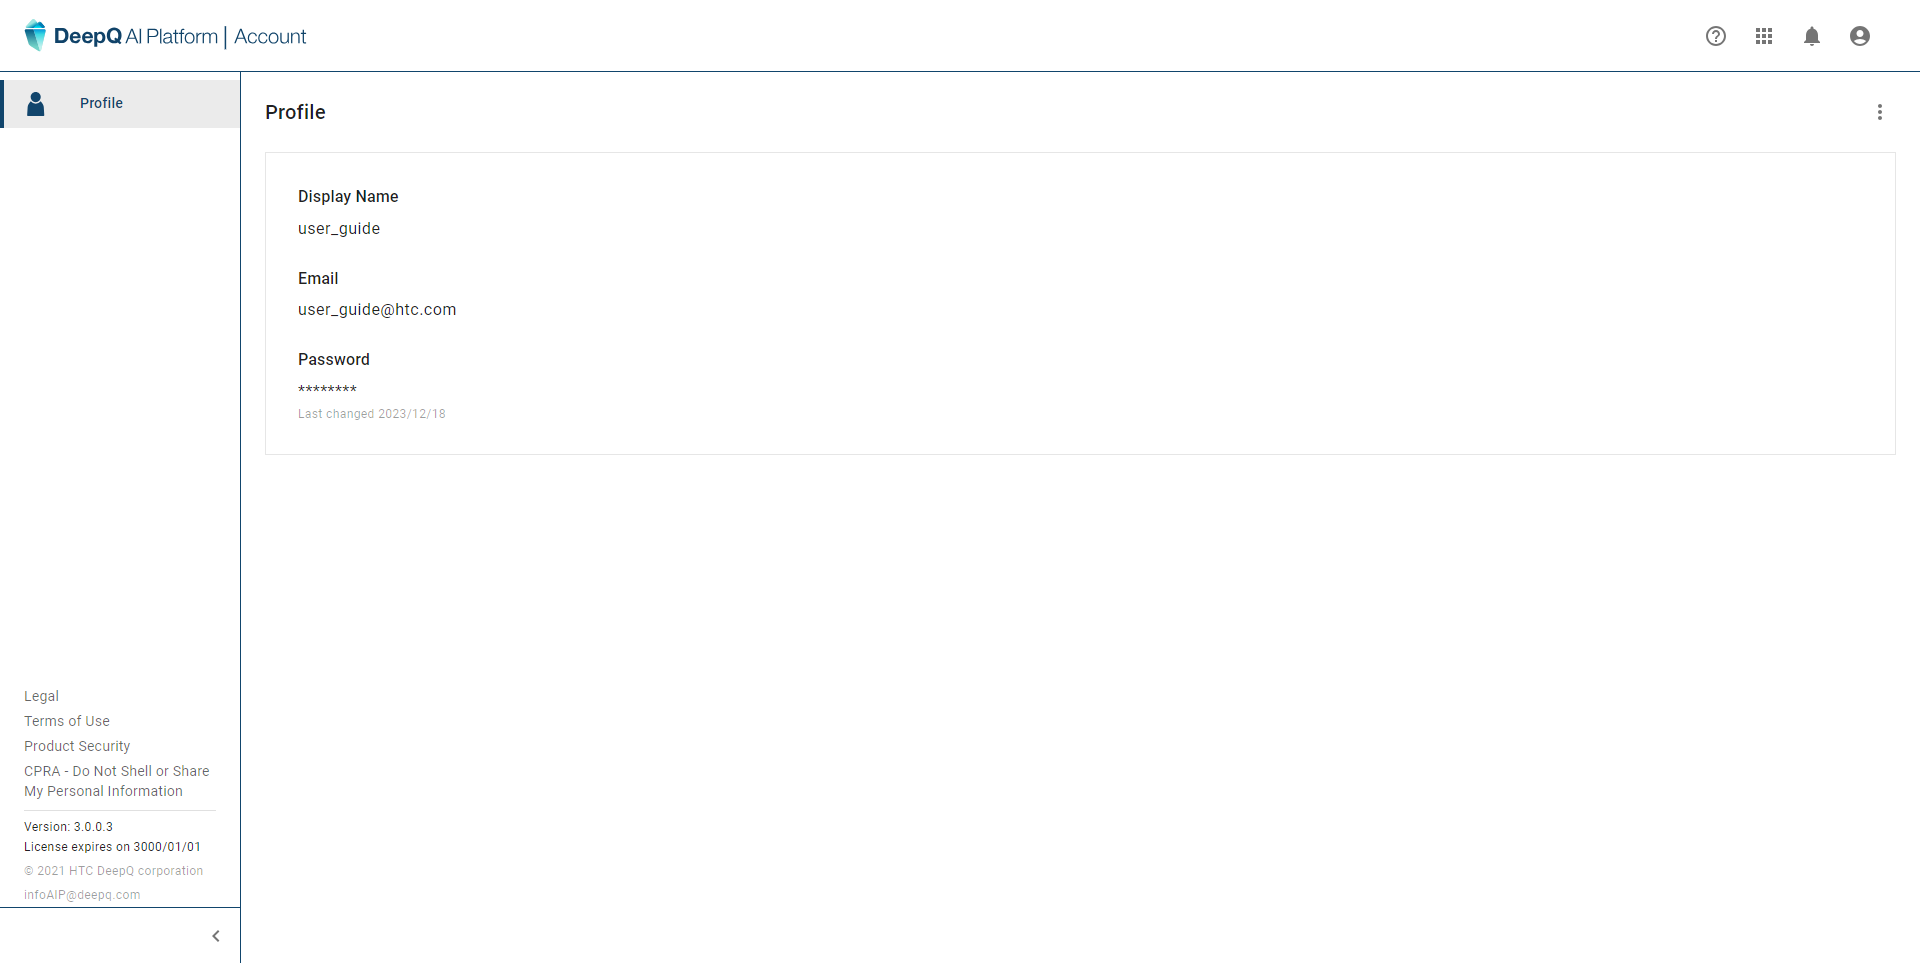 DeepQ AI Platform | Account
Profile
Profile
Display Name
user_guide
Email
user_guide@htc.com
Password
********
Last changed 2023/12/18
Legal
Terms of Use
Product Security
CPRA - Do Not Shell or Share
My Personal Information
Version: 3.0.0.3
License expires on 3000/01/01
© 2021 HTC DeepQ corporation
infoAIP@deepq.com